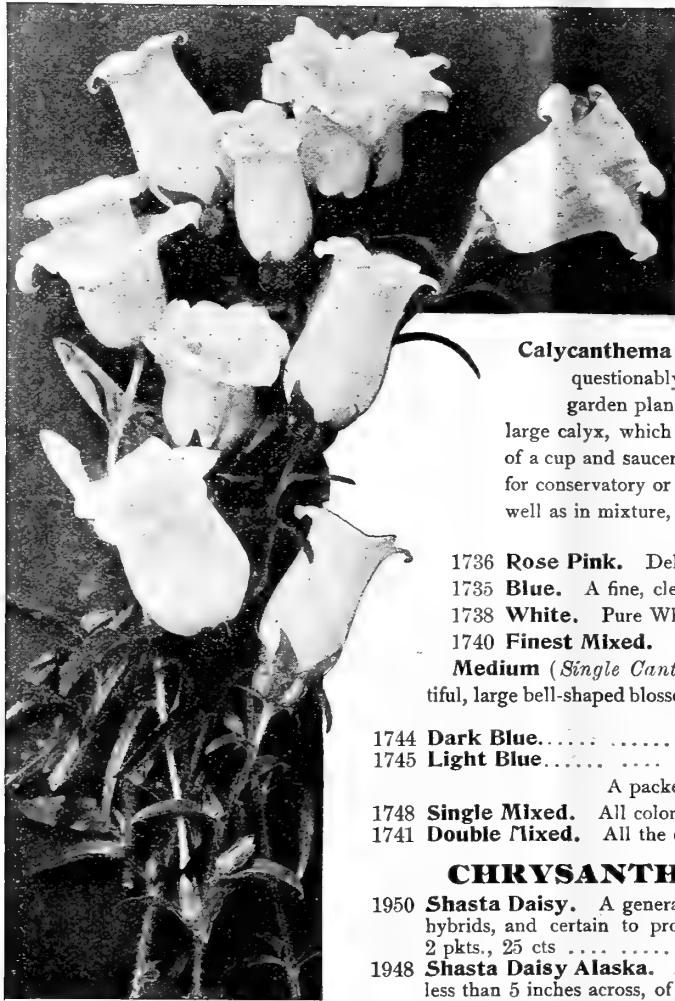 Calycanthema
questionably
garden plan
large calyx, which
of a cup and saucer
for conservatory or
well as in mixture,
1736 Rose Pink. Del
1735 Blue. A fine, cle
1738 White. Pure Wh
1740 Finest Mixed.
Medium (Single Cant
tiful, large bell-shaped blosse
1744 Dark Blue...... ......
1745 Light Blue...... ....
A packe
1748 Single Mixed. All color
1741 Double Mixed. All the
CHRYSANTH
1950 Shasta Daisy. A genera
hybrids, and certain to pro
2 pkts., 25 cts .... ......
1948 Shasta Daisy Alaska.
less than 5 inches across, of